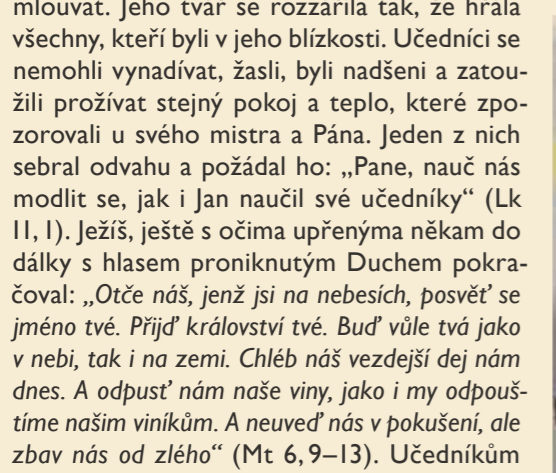 mlouvat. Jeho tvář se rozzářila tak, že hřála
všechny, kteří byli v jeho blízkosti. Učedníci se
nemohli vynadívat, žasli, byli nadšeni a zatou-
žili prožívat stejný pokoj a teplo, které zpo-
zorovali u svého mistra a Pána. Jeden z nich
sebral odvahu a požádal ho: „Pane, nauč nás
modlit se, jak i Jan naučil své učedníky“ (Lk
11, 1). Ježíš, ještě s očima upřenýma někam do
dálky s hlasem proniknutým Duchem pokra-
čoval: „Otče náš, jenž jsi na nebesích, posvěť se
jméno tvé. Přijď království tvé. Buď vůle tvá jako
v nebi, tak i na zemi. Chléb náš vezdejší dej nám
dnes. A odpusť nám naše viny, jako i my odpouš-
tíme našim viníkům. A neuveď nás v pokušení, ale
zbav nás od zlého“ (Mt 6, 9–13). Učedníkům